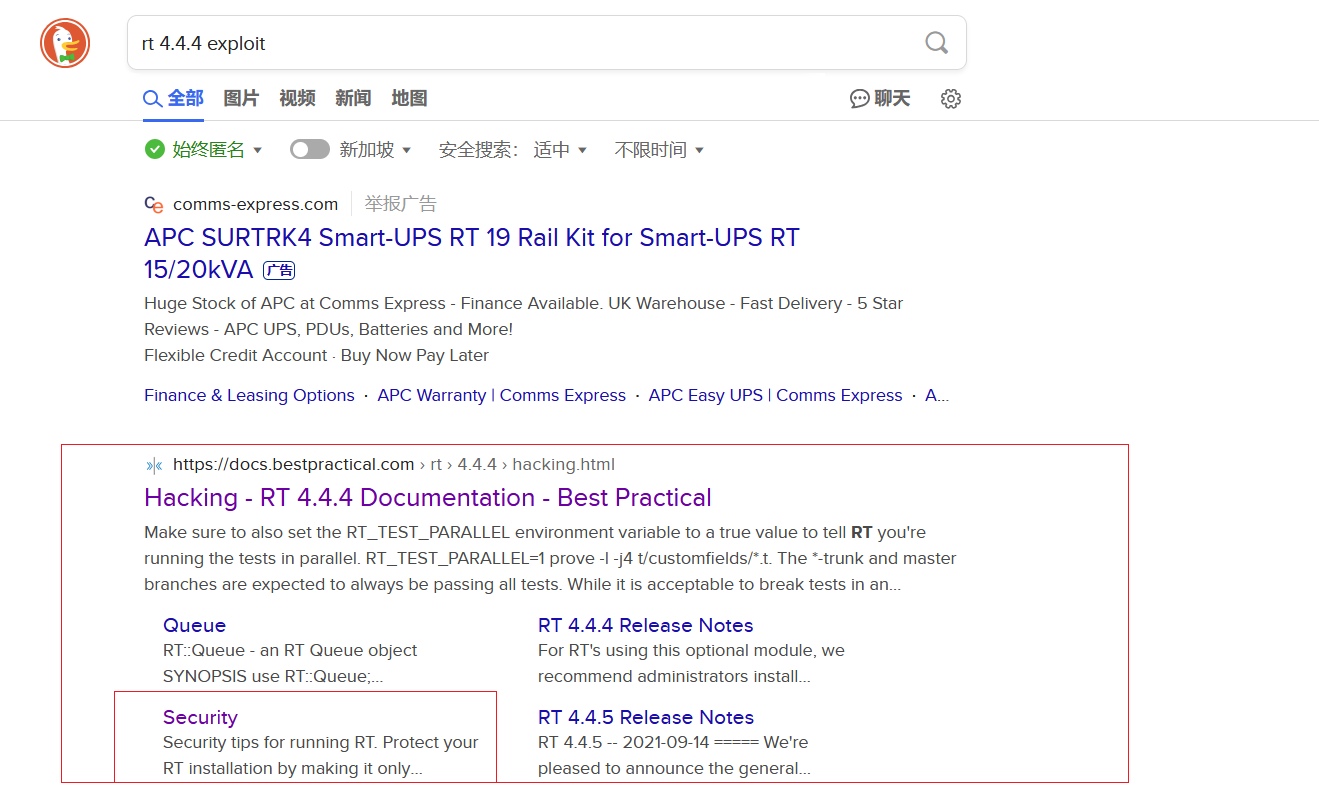 rt 4.4.4 exploit
全部 图片 视频 新闻 地图 聊天
始终匿名 新加坡 安全搜索： 适中 不限时间
comms-express.com 举报广告
APC SURTRK4 Smart-UPS RT 19 Rail Kit for Smart-UPS RT
15/20kVA 广告
Huge Stock of APC at Comms Express - Finance Available. UK Warehouse - Fast Delivery - 5 Star
Reviews - APC UPS, PDUs, Batteries and More!
Flexible Credit Account · Buy Now Pay Later
Finance & Leasing Options · APC Warranty | Comms Express · APC Easy UPS | Comms Express · A...
https://docs.bestpractical.com › rt › 4.4.4 › hacking.html
Hacking - RT 4.4.4 Documentation - Best Practical
Make sure to also set the RT_TEST_PARALLEL environment variable to a true value to tell RT you're
running the tests in parallel. RT_TEST_PARALLEL=1 prove -l -j4 t/customfields/*.t. The *-trunk and master
branches are expected to always be passing all tests. While it is acceptable to break tests in an...
Queue
RT::Queue - an RT Queue object
SYNOPSIS use RT::Queue;...
RT 4.4.4 Release Notes
For RT's using this optional module, we
recommend administrators install...
Security
Security tips for running RT. Protect your
RT installation by making it only...
RT 4.4.5 Release Notes
RT 4.4.5 -- 2021-09-14 ===== We're
pleased to announce the general...